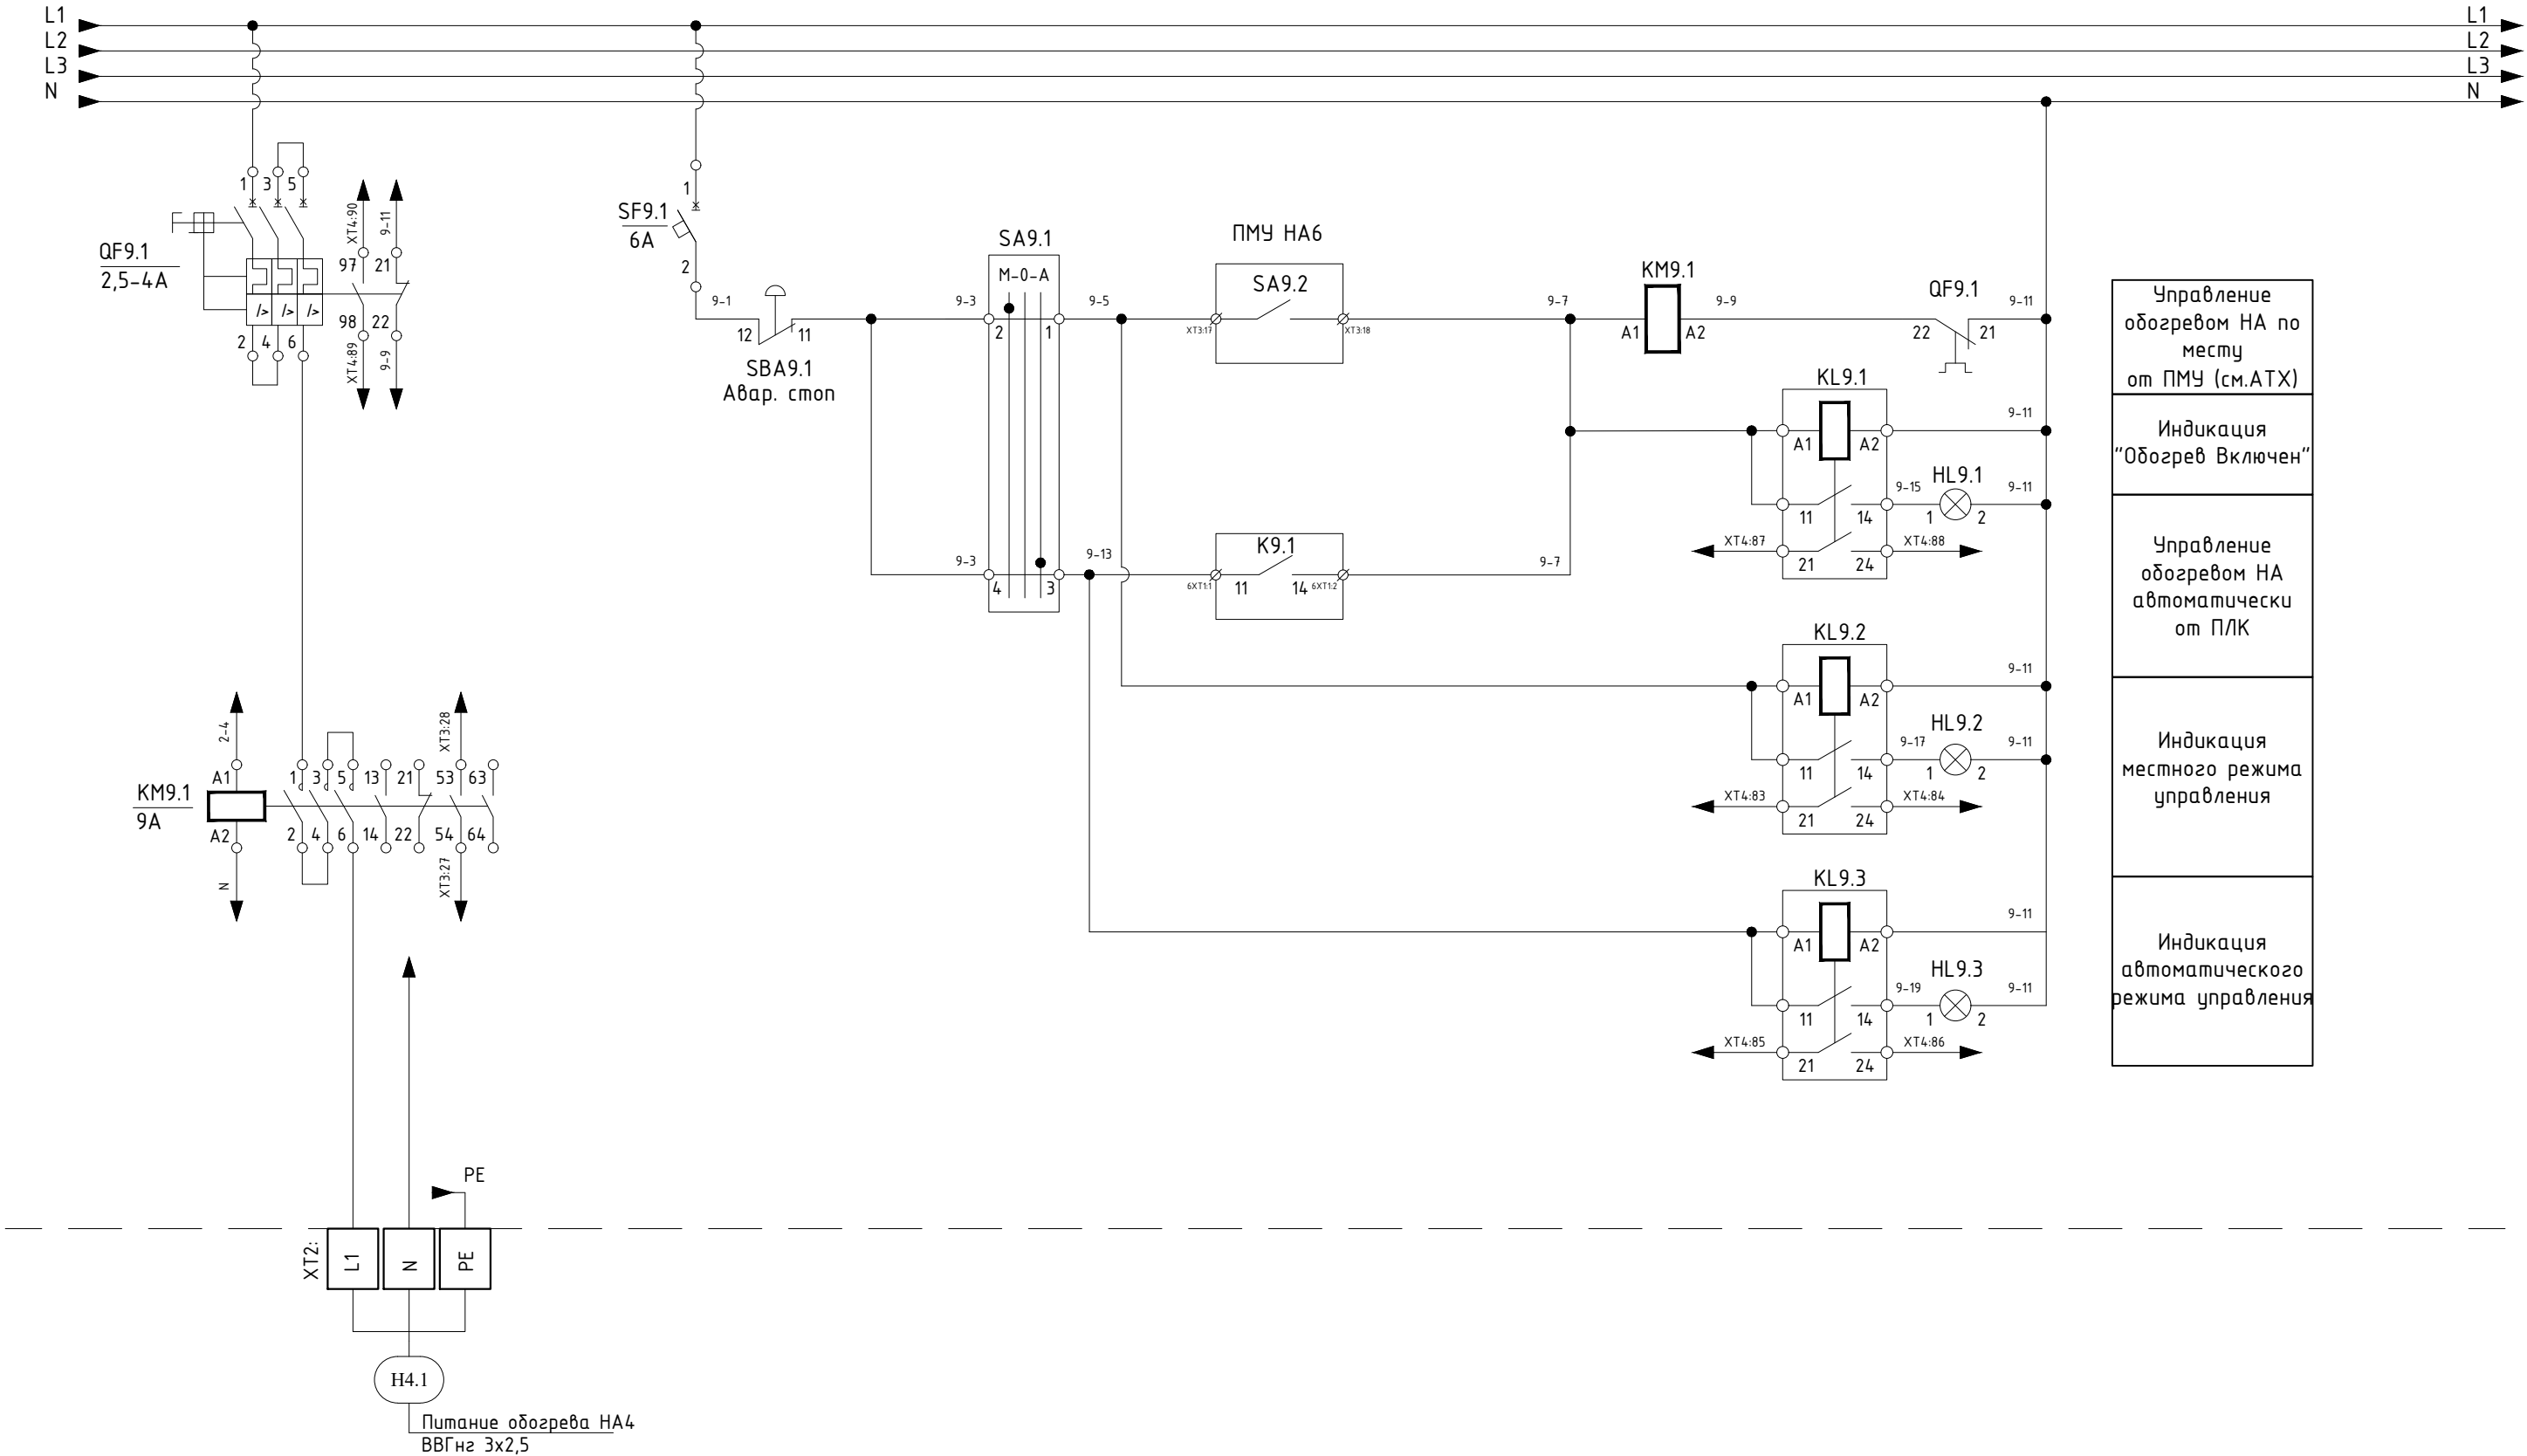 L1
L2
L3
N
L1
L2
L3
N
1
3
5
XT4:90
9-11
97
21
QF9.1
2,5-4А
I>
I>
I>
98
22
2
4
6
XT4:89
9-9
SF9.1
6А
1
2
9-1
12
11
SBA9.1
Авар. стоп
9-3
SA9.1
М-0-А
2
1
9-5
9-3
4
3
9-13
ПМУ НА6
SA9.2
XT3:17
XT3:18
K9.1
6XT1:1
11
14
6XT1:2
9-7
9-7
KM9.1
A1
A2
9-9
QF9.1
22
21
9-11
KL9.1
A1
A2
9-11
9-15
HL9.1
9-11
11
14
1
2
XT4:87
XT4:88
21
24
KL9.2
A1
A2
9-11
9-17
HL9.2
9-11
11
14
1
2
XT4:83
XT4:84
21
24
KL9.3
A1
A2
9-11
9-19
HL9.3
9-11
11
14
1
2
XT4:85
XT4:86
21
24
Управление
обогревом НА по
месту
от ПМУ (см.АТХ)
Индикация
"Обогрев Включен"
Управление
обогревом НА
автоматически
от ПЛК
Индикация
местного режима
управления
Индикация
автоматического
режима управления
2-4
XT3:28
A1
1
3
5
13
21
53
63
KM9.1
9А
A2
2
4
6
14
22
54
64
N
XT3:27
PE
XT2:
L1
N
PE
Н4.1
Питание обогрева НА4
ВВГнг 3х2,5